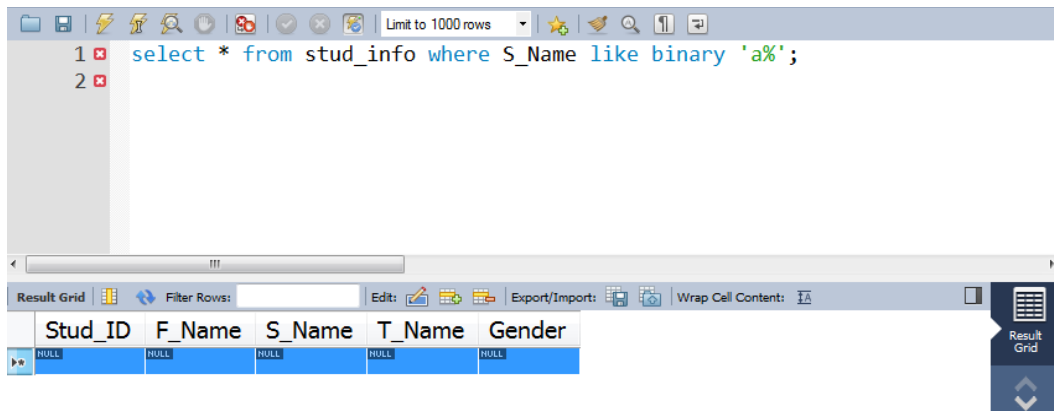 Limit to 1000 rows
1 select * from stud_info where S_Name like binary 'a%';
2
Result Grid Filter Rows: Edit: Export/Import: Wrap Cell Content: IA
Stud_ID F_Name S_Name T_Name Gender
NULL NULL NULL NULL NULL
Result
Grid